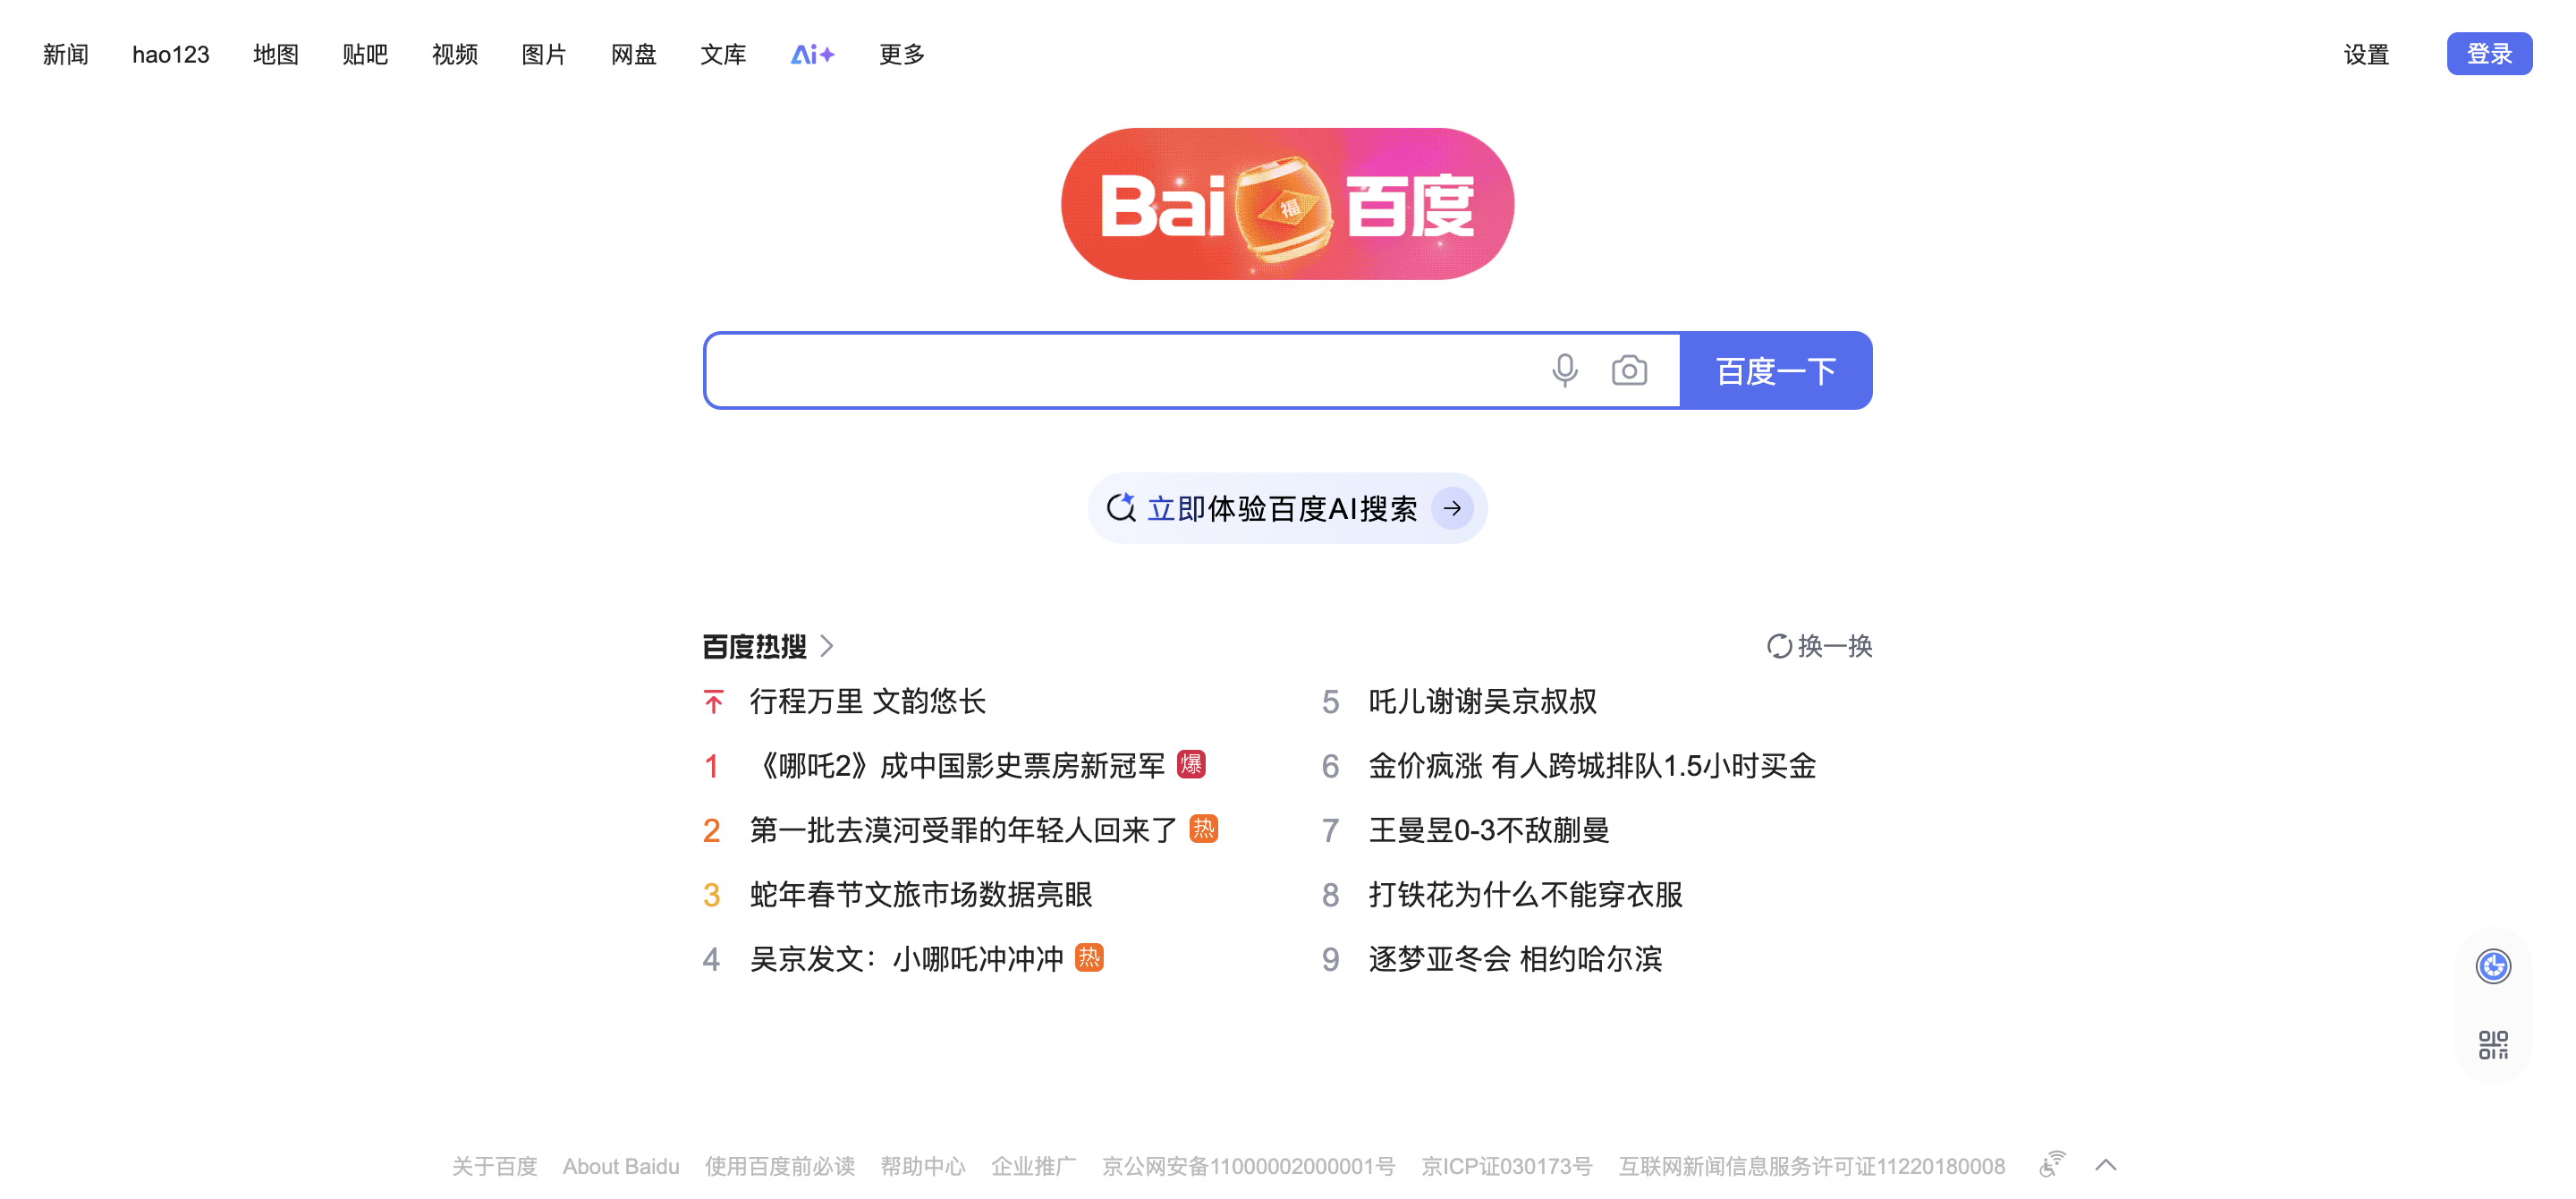 新闻 hao123 地图 贴吧 视频 图片 网盘 文库 Ai 更多 设置 登录
Bai 福 百度
百度一下
立即体验百度AI搜索
百度热搜 换一换
行程万里 文韵悠长
1 《哪吒2》成中国影史票房新冠军 爆
2 第一批去漠河受罪的年轻人回来了 热
3 蛇年春节文旅市场数据亮眼
4 吴京发文：小哪吒冲冲冲 热
5 吒儿谢谢吴京叔叔
6 金价疯涨 有人跨城排队1.5小时买金
7 王曼昱0-3不敌蒯曼
8 打铁花为什么不能穿衣服
9 逐梦亚冬会 相约哈尔滨
关于百度 About Baidu 使用百度前必读 帮助中心 企业推广 京公网安备11000002000001号 京ICP证030173号 互联网新闻信息服务许可证11220180008